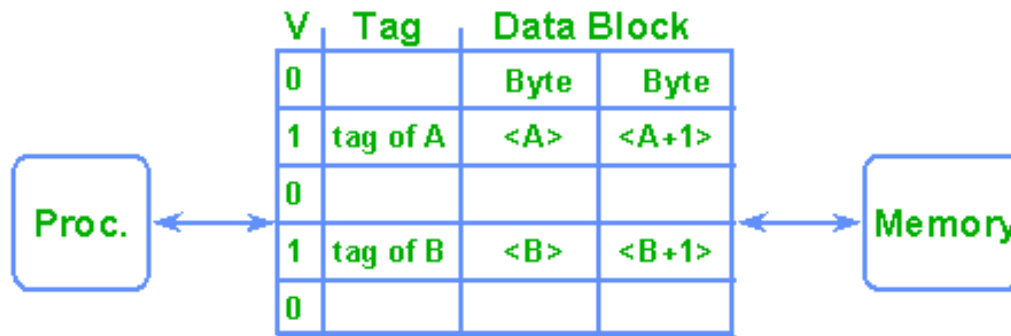 V Tag Data Block
0 Byte Byte
1 tag of A <A> <A+1>
0
Proc. Memory
1 tag of B <B> <B+1>
0